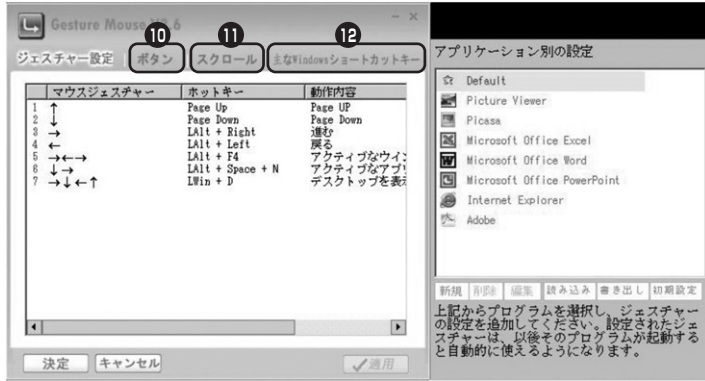 Gesture Mouse V3.6
10
11
12
ジェスチャー設定
ボタン
スクロール
主なWindowsショートカットキー
マウスジェスチャー
ホットキー
動作内容
1 ↑ Page Up Page UP
2 ↓ Page Down Page Down
3 → LAlt + Right 進む
4 ← LAlt + Left 戻る
5 →←→ LAlt + F4 アクティブなウイン
6 ↓→ LAlt + Space + N アクティブなアプリ
7 →↓←↑ LWin + D デスクトップを表示
決定
キャンセル
適用
アプリケーション別の設定
Default
Picture Viewer
Picasa
Microsoft Office Excel
Microsoft Office Word
Microsoft Office PowerPoint
Internet Explorer
Adobe
新規
削除
編集
読み込み
書き出し
初期設定
上記からプログラムを選択し、ジェスチャー
の設定を追加してください。設定されたジェ
スチャーは、以後そのプログラムが起動する
と自動的に使えるようになります。